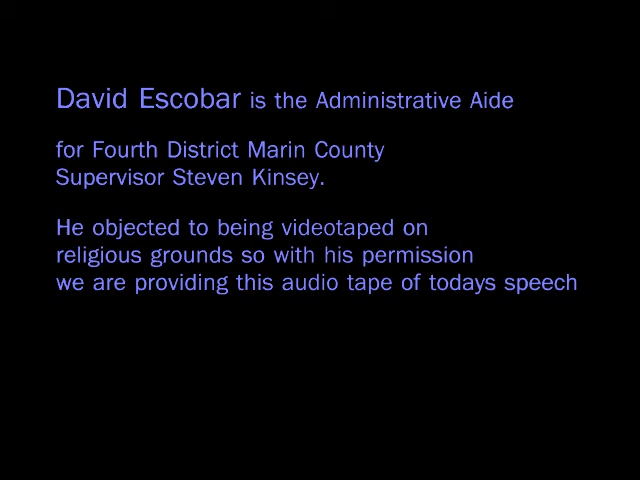 David Escobar is the Administrative Aide
for Fourth District Marin County
Supervisor Steven Kinsey.
He objected to being videotaped on
religious grounds so with his permission
we are providing this audio tape of todays speech